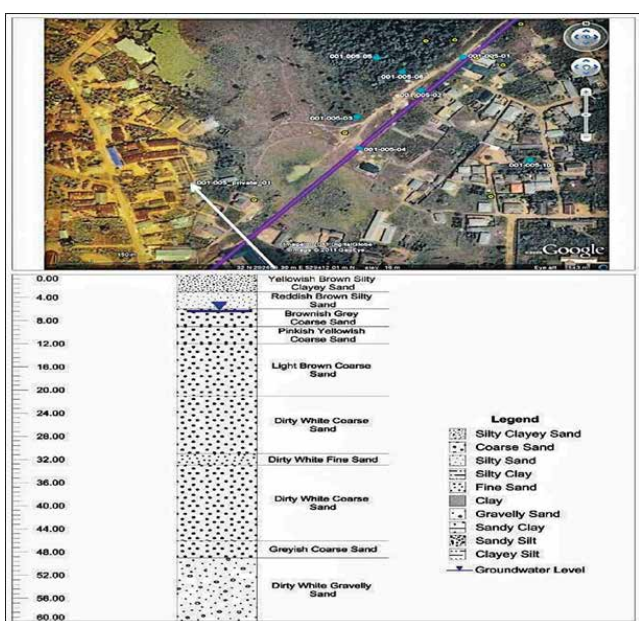 001-005-05
001-005-01
001-005-02
001-005-03
001-005-04
001-005-10
001-005_private_01
Google
0.00
4.00
8.00
12.00
16.00
20.00
24.00
28.00
32.00
36.00
40.00
44.00
48.00
52.00
56.00
60.00
Yellowish Brown Silty
Clayey Sand
Reddish Brown Silty
Sand
Brownish Grey
Coarse Sand
Pinkish Yellowish
Coarse Sand
Light Brown Coarse
Sand
Dirty White Coarse
Sand
Dirty White Fine Sand
Dirty White Coarse
Sand
Greyish Coarse Sand
Dirty White Gravelly
Sand
Legend
Silty Clayey Sand
Coarse Sand
Silty Sand
Silty Clay
Fine Sand
Clay
Gravelly Sand
Sandy Clay
Sandy Silt
Clayey Silt
Groundwater Level